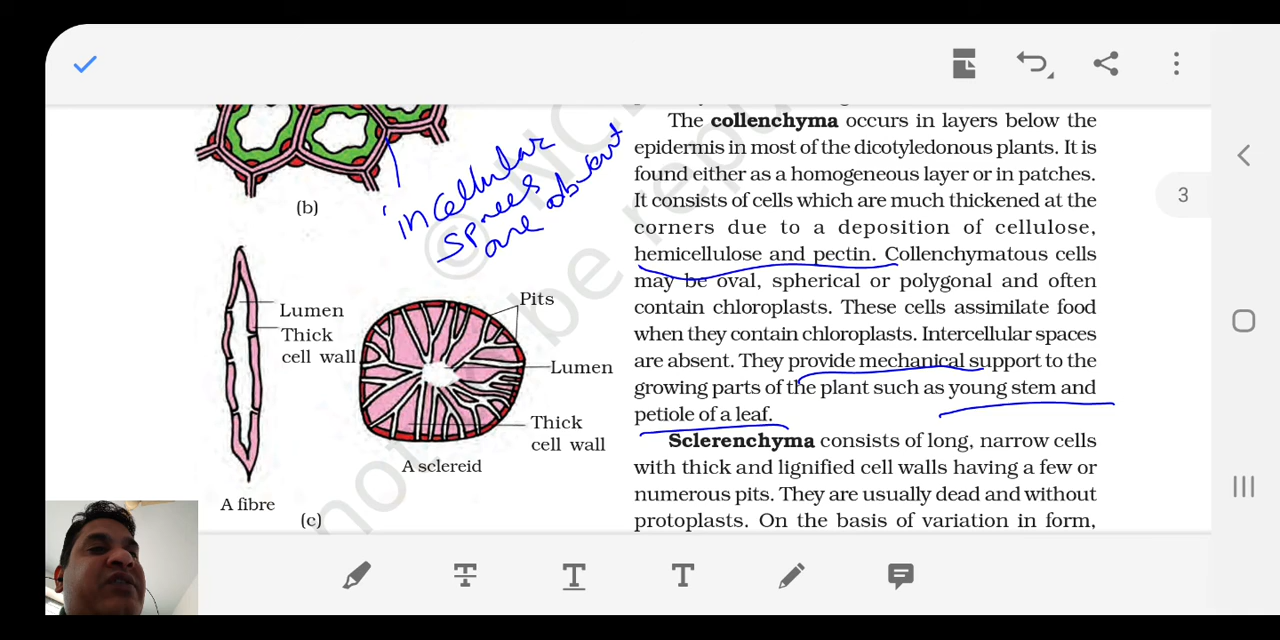 The collenchyma occurs in layers below the
epidermis in most of the dicotyledonous plants. It is
found either as a homogeneous layer or in patches.
It consists of cells which are much thickened at the
corners due to a deposition of cellulose,
hemicellulose and pectin. Collenchymatous cells
may be oval, spherical or polygonal and often
contain chloroplasts. These cells assimilate food
when they contain chloroplasts. Intercellular spaces
are absent. They provide mechanical support to the
growing parts of the plant such as young stem and
petiole of a leaf.
Sclerenchyma consists of long, narrow cells
with thick and lignified cell walls having a few or
numerous pits. They are usually dead and without
protoplasts. On the basis of variation in form,
(b)
are absent
Lumen
Thick
cell wall
A fibre
Pits
Lumen
Thick
cell wall
A sclereid
(c)
3
T
T
T
© NCE
not be rep